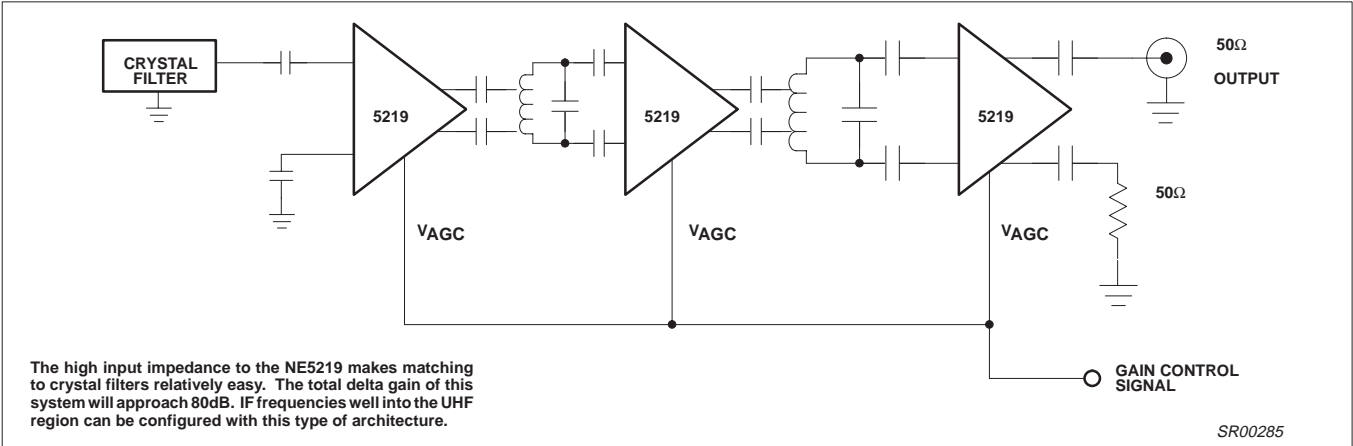 CRYSTAL
FILTER
5219
5219
5219
50Ω
OUTPUT
50Ω
VAGC
VAGC
VAGC
GAIN CONTROL
SIGNAL
The high input impedance to the NE5219 makes matching
to crystal filters relatively easy. The total delta gain of this
system will approach 80dB. IF frequencies well into the UHF
region can be configured with this type of architecture.
SR00285